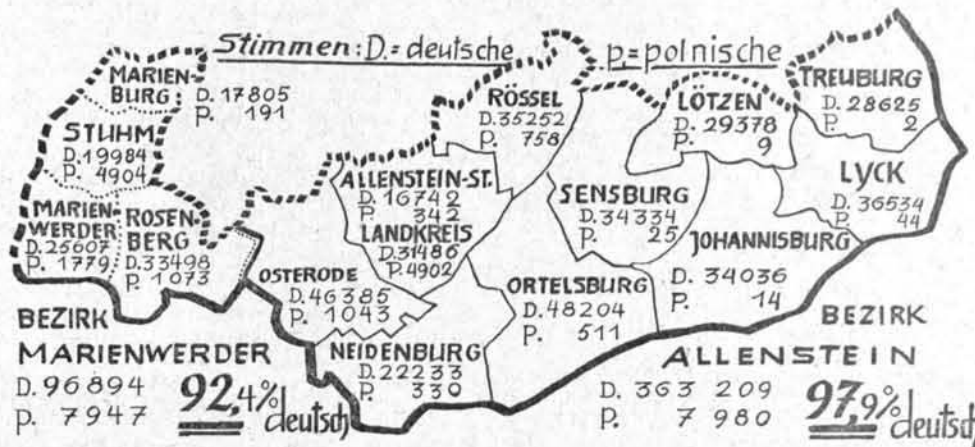 Stimmen: D.= deutsche p.= polnische
MARIEN-
BURG
D. 17805
P. 191
STUHM
D. 19984
P. 4904
MARIEN-
WERDER
D. 25607
P. 1779
ROSEN-
BERG
D. 33498
P. 1073
RÖSSEL
D. 35252
P. 758
LÖTZEN
D. 29378
P. 9
TREUBURG
D. 28625
P. 2
ALLENSTEIN-ST.
D. 16742
P. 342
LANDKREIS
D. 31486
P. 4902
SENSBURG
D. 34334
P. 25
LYCK
D. 36534
P. 44
OSTERODE
D. 46385
P. 1043
ORTELSBURG
D. 48204
P. 511
JOHANNISBURG
D. 34036
P. 14
NEIDENBURG
D. 22233
P. 330
BEZIRK
MARIENWERDER
D. 96894
P. 7947
92,4% deutsch
BEZIRK
ALLENSTEIN
D. 363 209
P. 7 980
97,9% deutsch